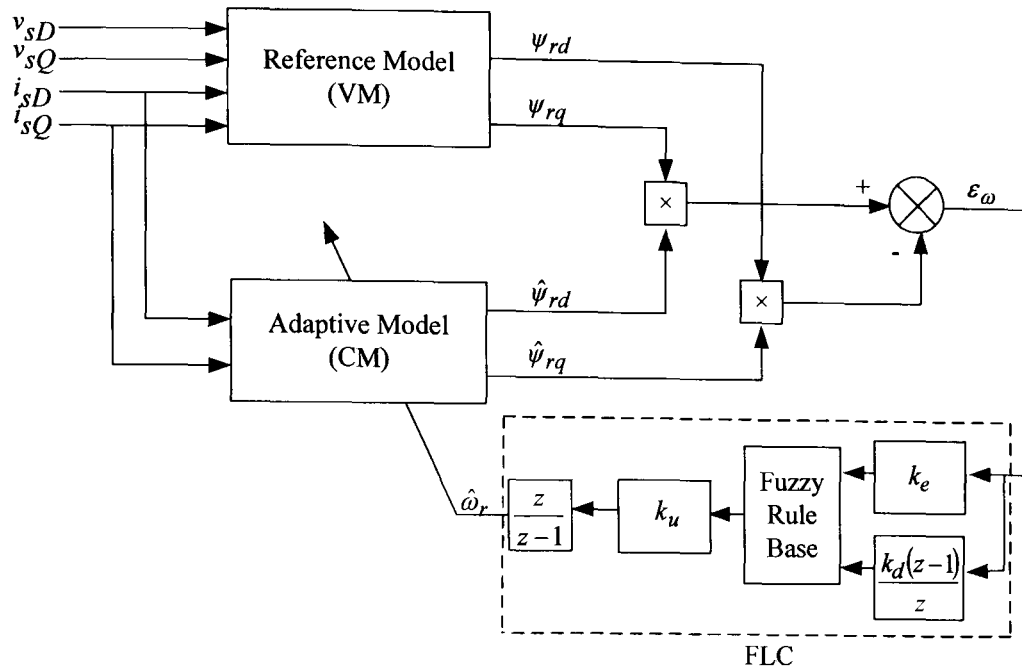 v_sD
v_sQ
i_sD
i_sQ
Reference Model
(VM)
ψ_rd
ψ_rq
×
+
ε_ω
-
×
Adaptive Model
(CM)
ψ̂_rd
ψ̂_rq
ω̂_r
z
z−1
k_u
Fuzzy
Rule
Base
k_e
k_d(z−1)
z
FLC